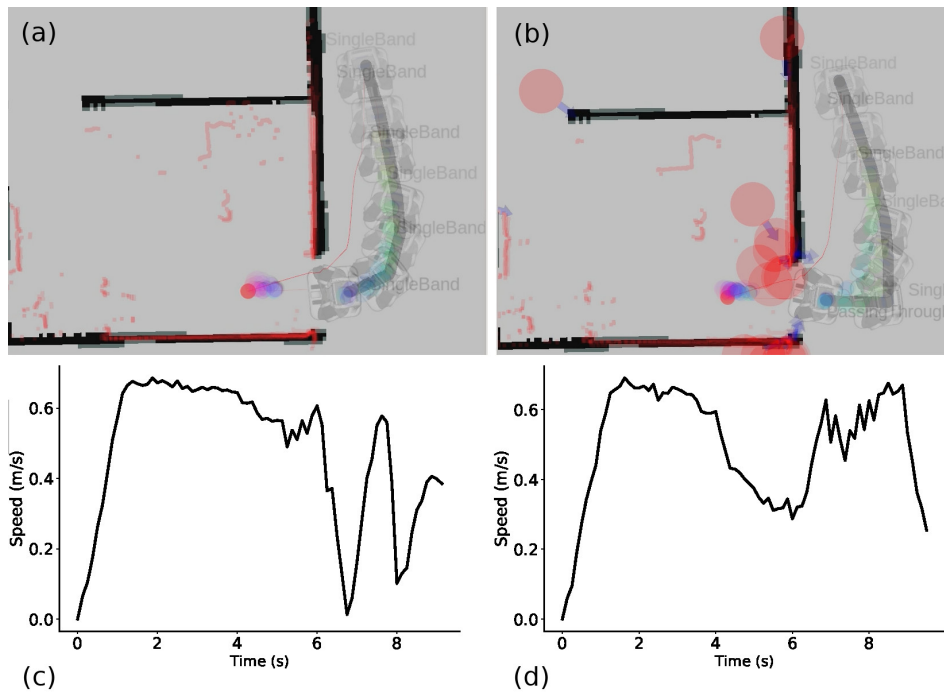 (a)
SingleBand
SingleBand
SingleBand
SingleBand
SingleBand
SingleBand
(b)
SingleBand
SingleBand
SingleBand
SingleBand
Sing
PassingThrough
Speed (m/s)
0.6
0.4
0.2
0.0
0 2 4 6 8
Time (s)
(c)
Speed (m/s)
0.6
0.4
0.2
0.0
0 2 4 6 8
Time (s)
(d)